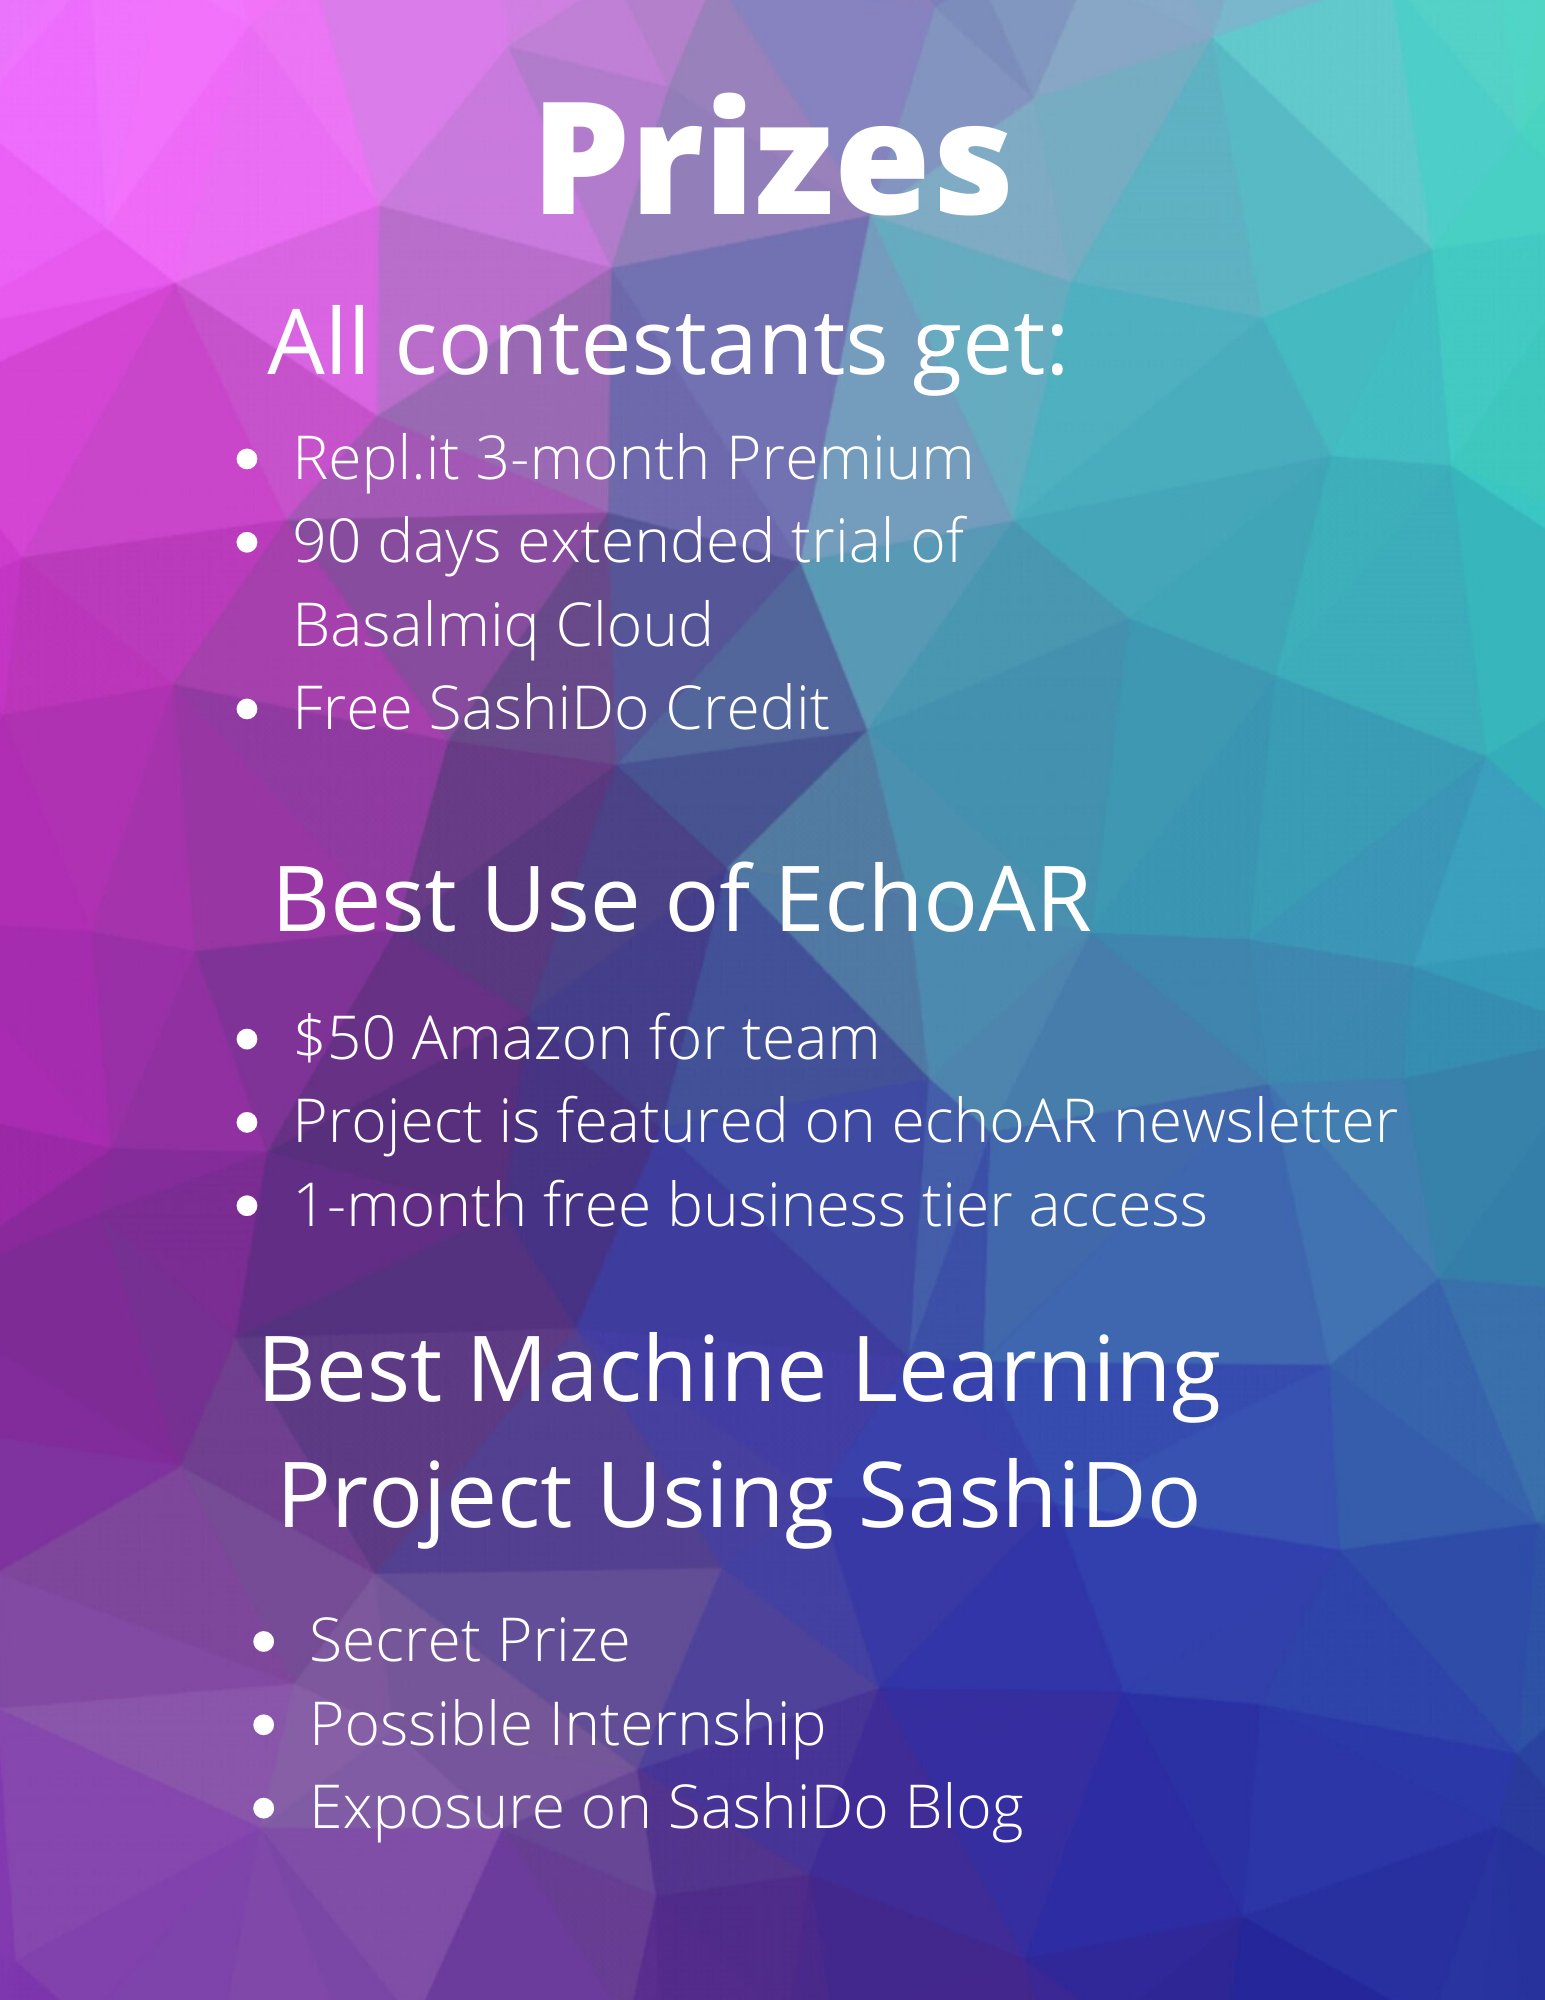 Prizes
All contestants get:
• Repl.it 3-month Premium
• 90 days extended trial of
Basalmiq Cloud
• Free SashiDo Credit
Best Use of EchoAR
• $50 Amazon for team
• Project is featured on echoAR newsletter
• 1-month free business tier access
Best Machine Learning
Project Using SashiDo
• Secret Prize
• Possible Internship
• Exposure on SashiDo Blog